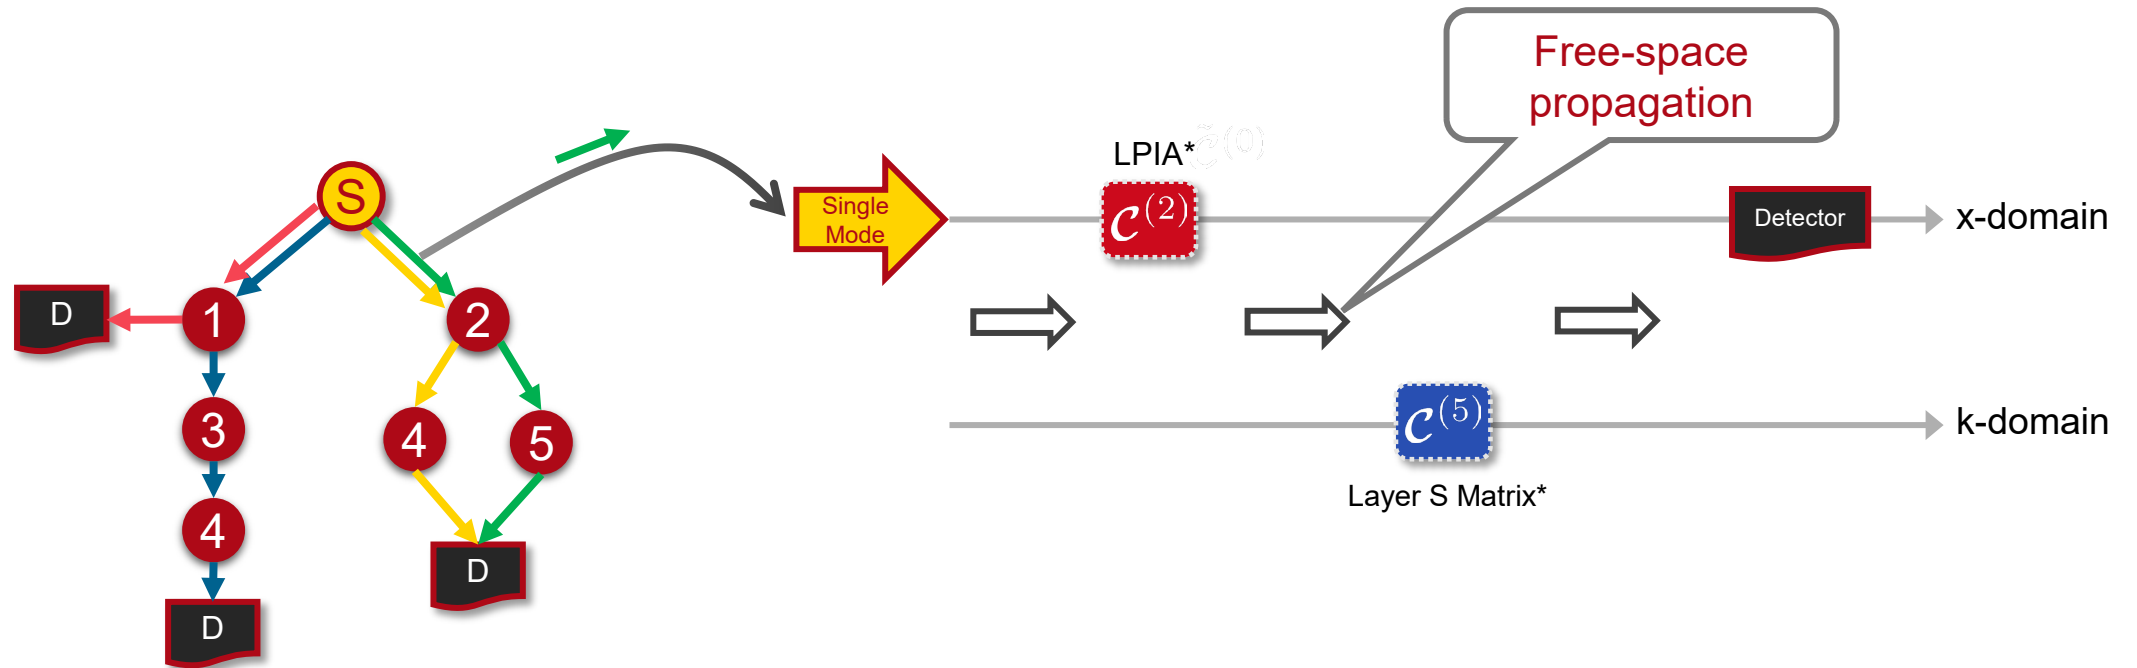 Free-space
propagation
LPIA*
𝒞̃^(0)
S
Single
Mode
𝒞^(2)
Detector
x-domain
D
1
2
3
4
5
𝒞^(5)
k-domain
Layer S Matrix*
4
D
D